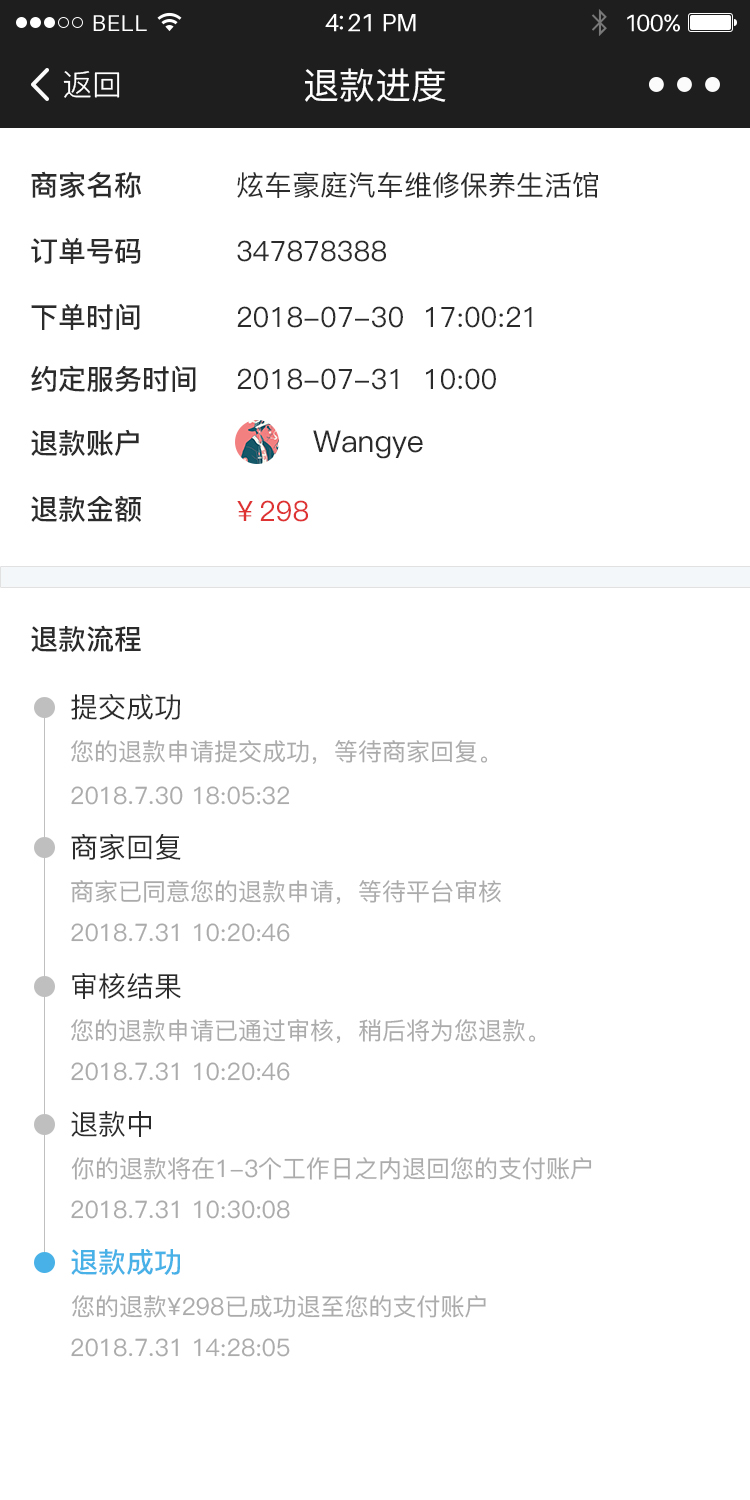 BELL 4:21 PM 100%
返回 退款进度
商家名称 炫车豪庭汽车维修保养生活馆
订单号码 347878388
下单时间 2018-07-30 17:00:21
约定服务时间 2018-07-31 10:00
退款账户 Wangye
退款金额 ¥ 298
退款流程
提交成功
您的退款申请提交成功，等待商家回复。
2018.7.30 18:05:32
商家回复
商家已同意您的退款申请，等待平台审核
2018.7.31 10:20:46
审核结果
您的退款申请已通过审核，稍后将为您退款。
2018.7.31 10:20:46
退款中
你的退款将在1-3个工作日之内退回您的支付账户
2018.7.31 10:30:08
退款成功
您的退款¥298已成功退至您的支付账户
2018.7.31 14:28:05